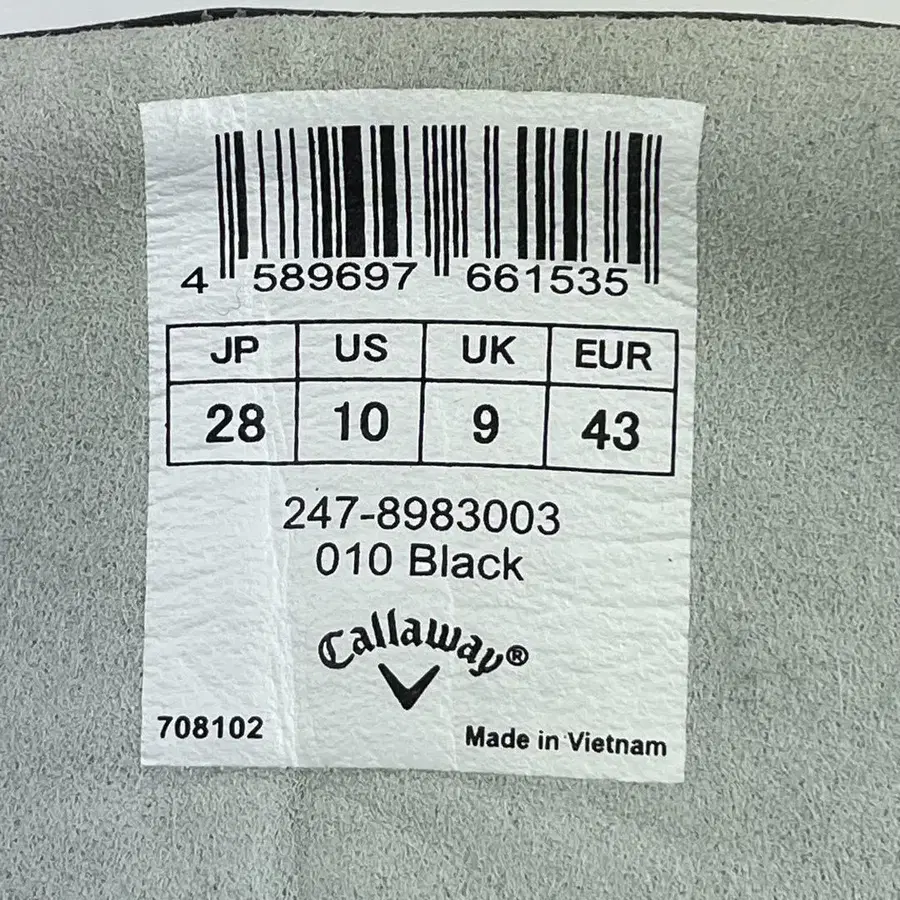 4 589697 661535
JP US UK EUR
28 10 9 43
247-8983003
010 Black
Callaway®
708102
Made in Vietnam